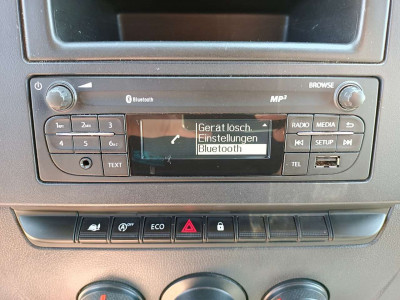 Bluetooth
MP3
BROWSE
1 2 3
Gerät lösch.
Einstellungen
Bluetooth
RADIO MEDIA
4 5 6
SETUP
TEXT
TEL
OFF
ECO